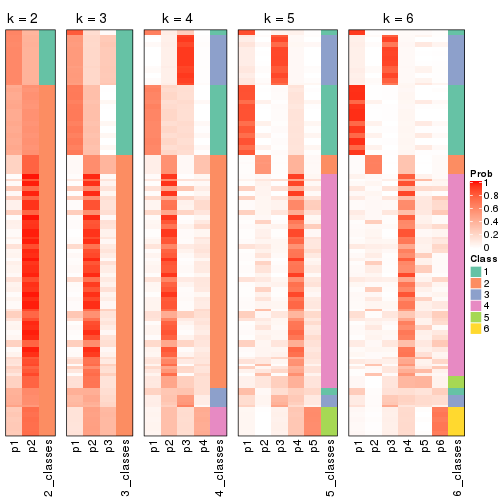 k = 2
k = 3
k = 4
k = 5
k = 6
Prob
1
0.8
0.6
0.4
0.2
0
Class
1
2
3
4
5
6
p1
p2
2_classes
p1
p2
p3
3_classes
p1
p2
p3
p4
4_classes
p1
p2
p3
p4
p5
5_classes
p1
p2
p3
p4
p5
p6
6_classes